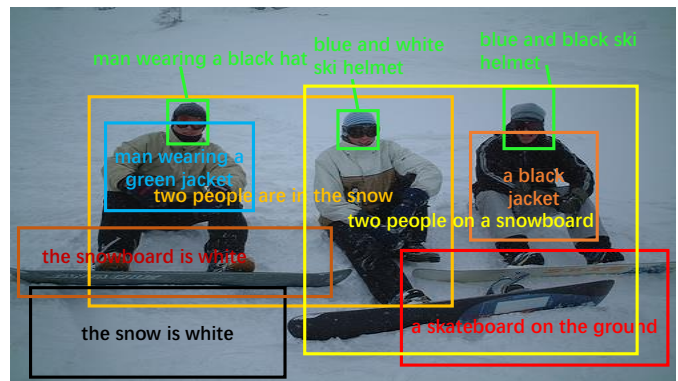 man wearing a black hat
blue and white
ski helmet
blue and black ski
helmet
man wearing a
green jacket
two people are in the snow
a black
jacket
two people on a snowboard
the snowboard is white
a skateboard on the ground
the snow is white